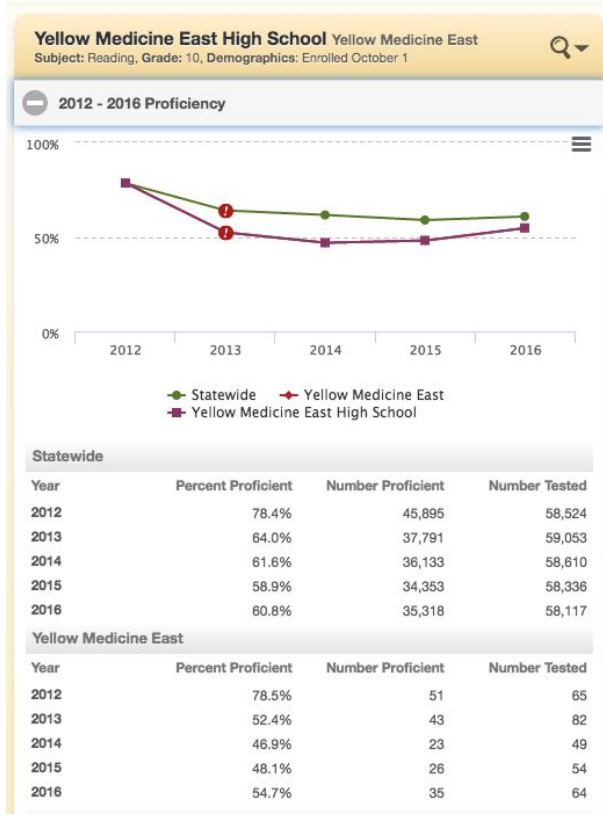 Yellow Medicine East High School Yellow Medicine East
Subject: Reading, Grade: 10, Demographics: Enrolled October 1
2012 - 2016 Proficiency
100%
50%
0%
2012 2013 2014 2015 2016
Statewide Yellow Medicine East
Yellow Medicine East High School
Statewide
Year Percent Proficient Number Proficient Number Tested
2012 78.4% 45,895 58,524
2013 64.0% 37,791 59,053
2014 61.6% 36,133 58,610
2015 58.9% 34,353 58,336
2016 60.8% 35,318 58,117
Yellow Medicine East
Year Percent Proficient Number Proficient Number Tested
2012 78.5% 51 65
2013 52.4% 43 82
2014 46.9% 23 49
2015 48.1% 26 54
2016 54.7% 35 64